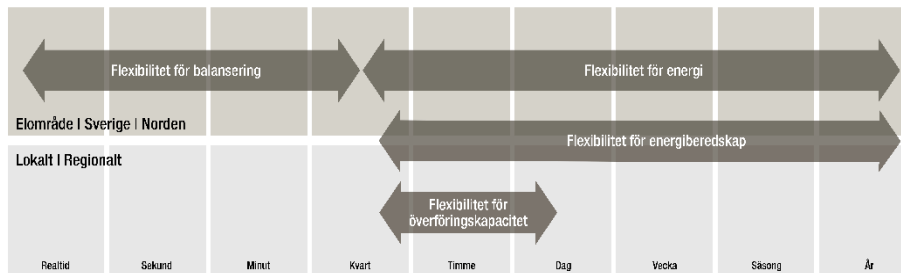 Flexibilitet för balansering
Flexibilitet för energi
Elområde | Sverige | Norden
Flexibilitet för energiberedskap
Lokalt | Regionalt
Flexibilitet för
överföringskapacitet
Realtid Sekund Minut Kvart Timme Dag Vecka Säsong År